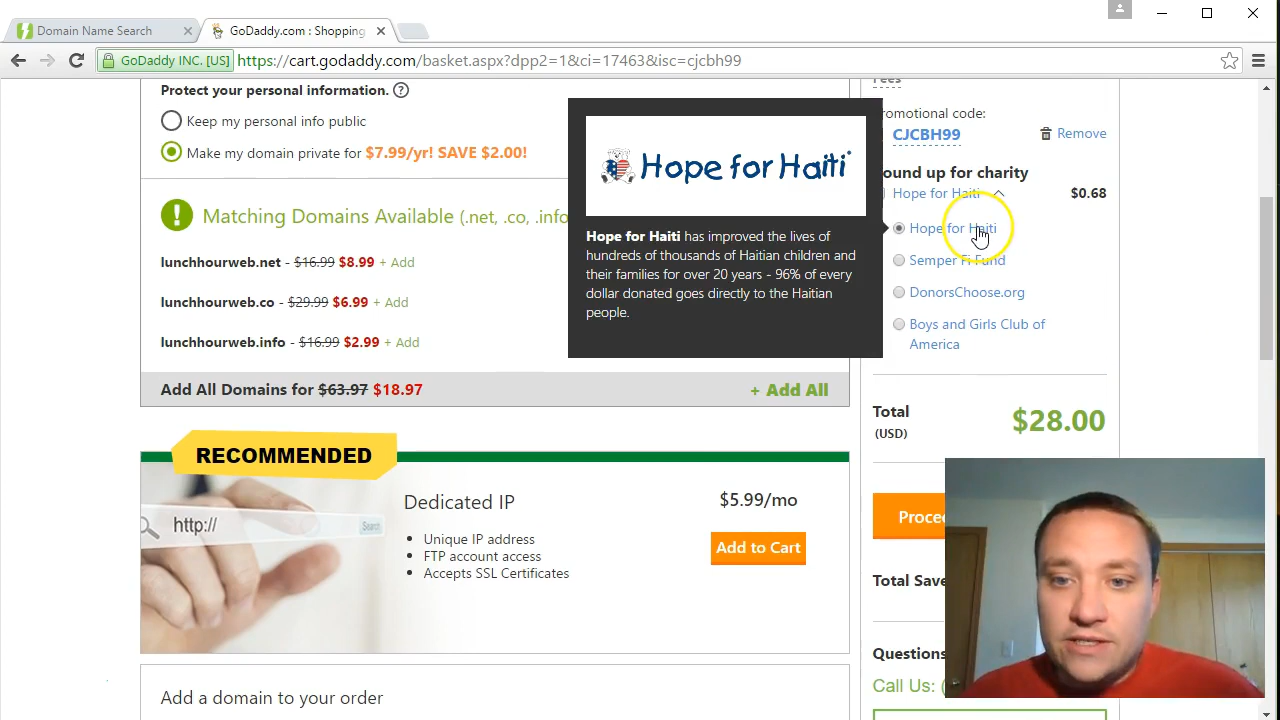 Domain Name Search
GoDaddy.com : Shopping
GoDaddy INC. [US] https://cart.godaddy.com/basket.aspx?dpp2=1&ci=17463&isc=cjcbh99
Protect your personal information. ?
Keep my personal info public
Make my domain private for $7.99/yr! SAVE $2.00!
Matching Domains Available (.net, .co, .info
lunchhourweb.net - $16.99 $8.99 + Add
lunchhourweb.co - $29.99 $6.99 + Add
lunchhourweb.info - $16.99 $2.99 + Add
Add All Domains for $63.97 $18.97 + Add All
Hope for Haiti
Hope for Haiti has improved the lives of
hundreds of thousands of Haitian children and
their families for over 20 years - 96% of every
dollar donated goes directly to the Haitian
people.
Fees
romotional code:
CJCBH99 Remove
ound up for charity
Hope for Haiti $0.68
Hope for Haiti
Semper Fi Fund
DonorsChoose.org
Boys and Girls Club of
America
Total
(USD) $28.00
Procee
Total Save
Questions
Call Us: (
RECOMMENDED
http://
Search
Dedicated IP
Unique IP address
FTP account access
Accepts SSL Certificates
$5.99/mo
Add to Cart
Add a domain to your order